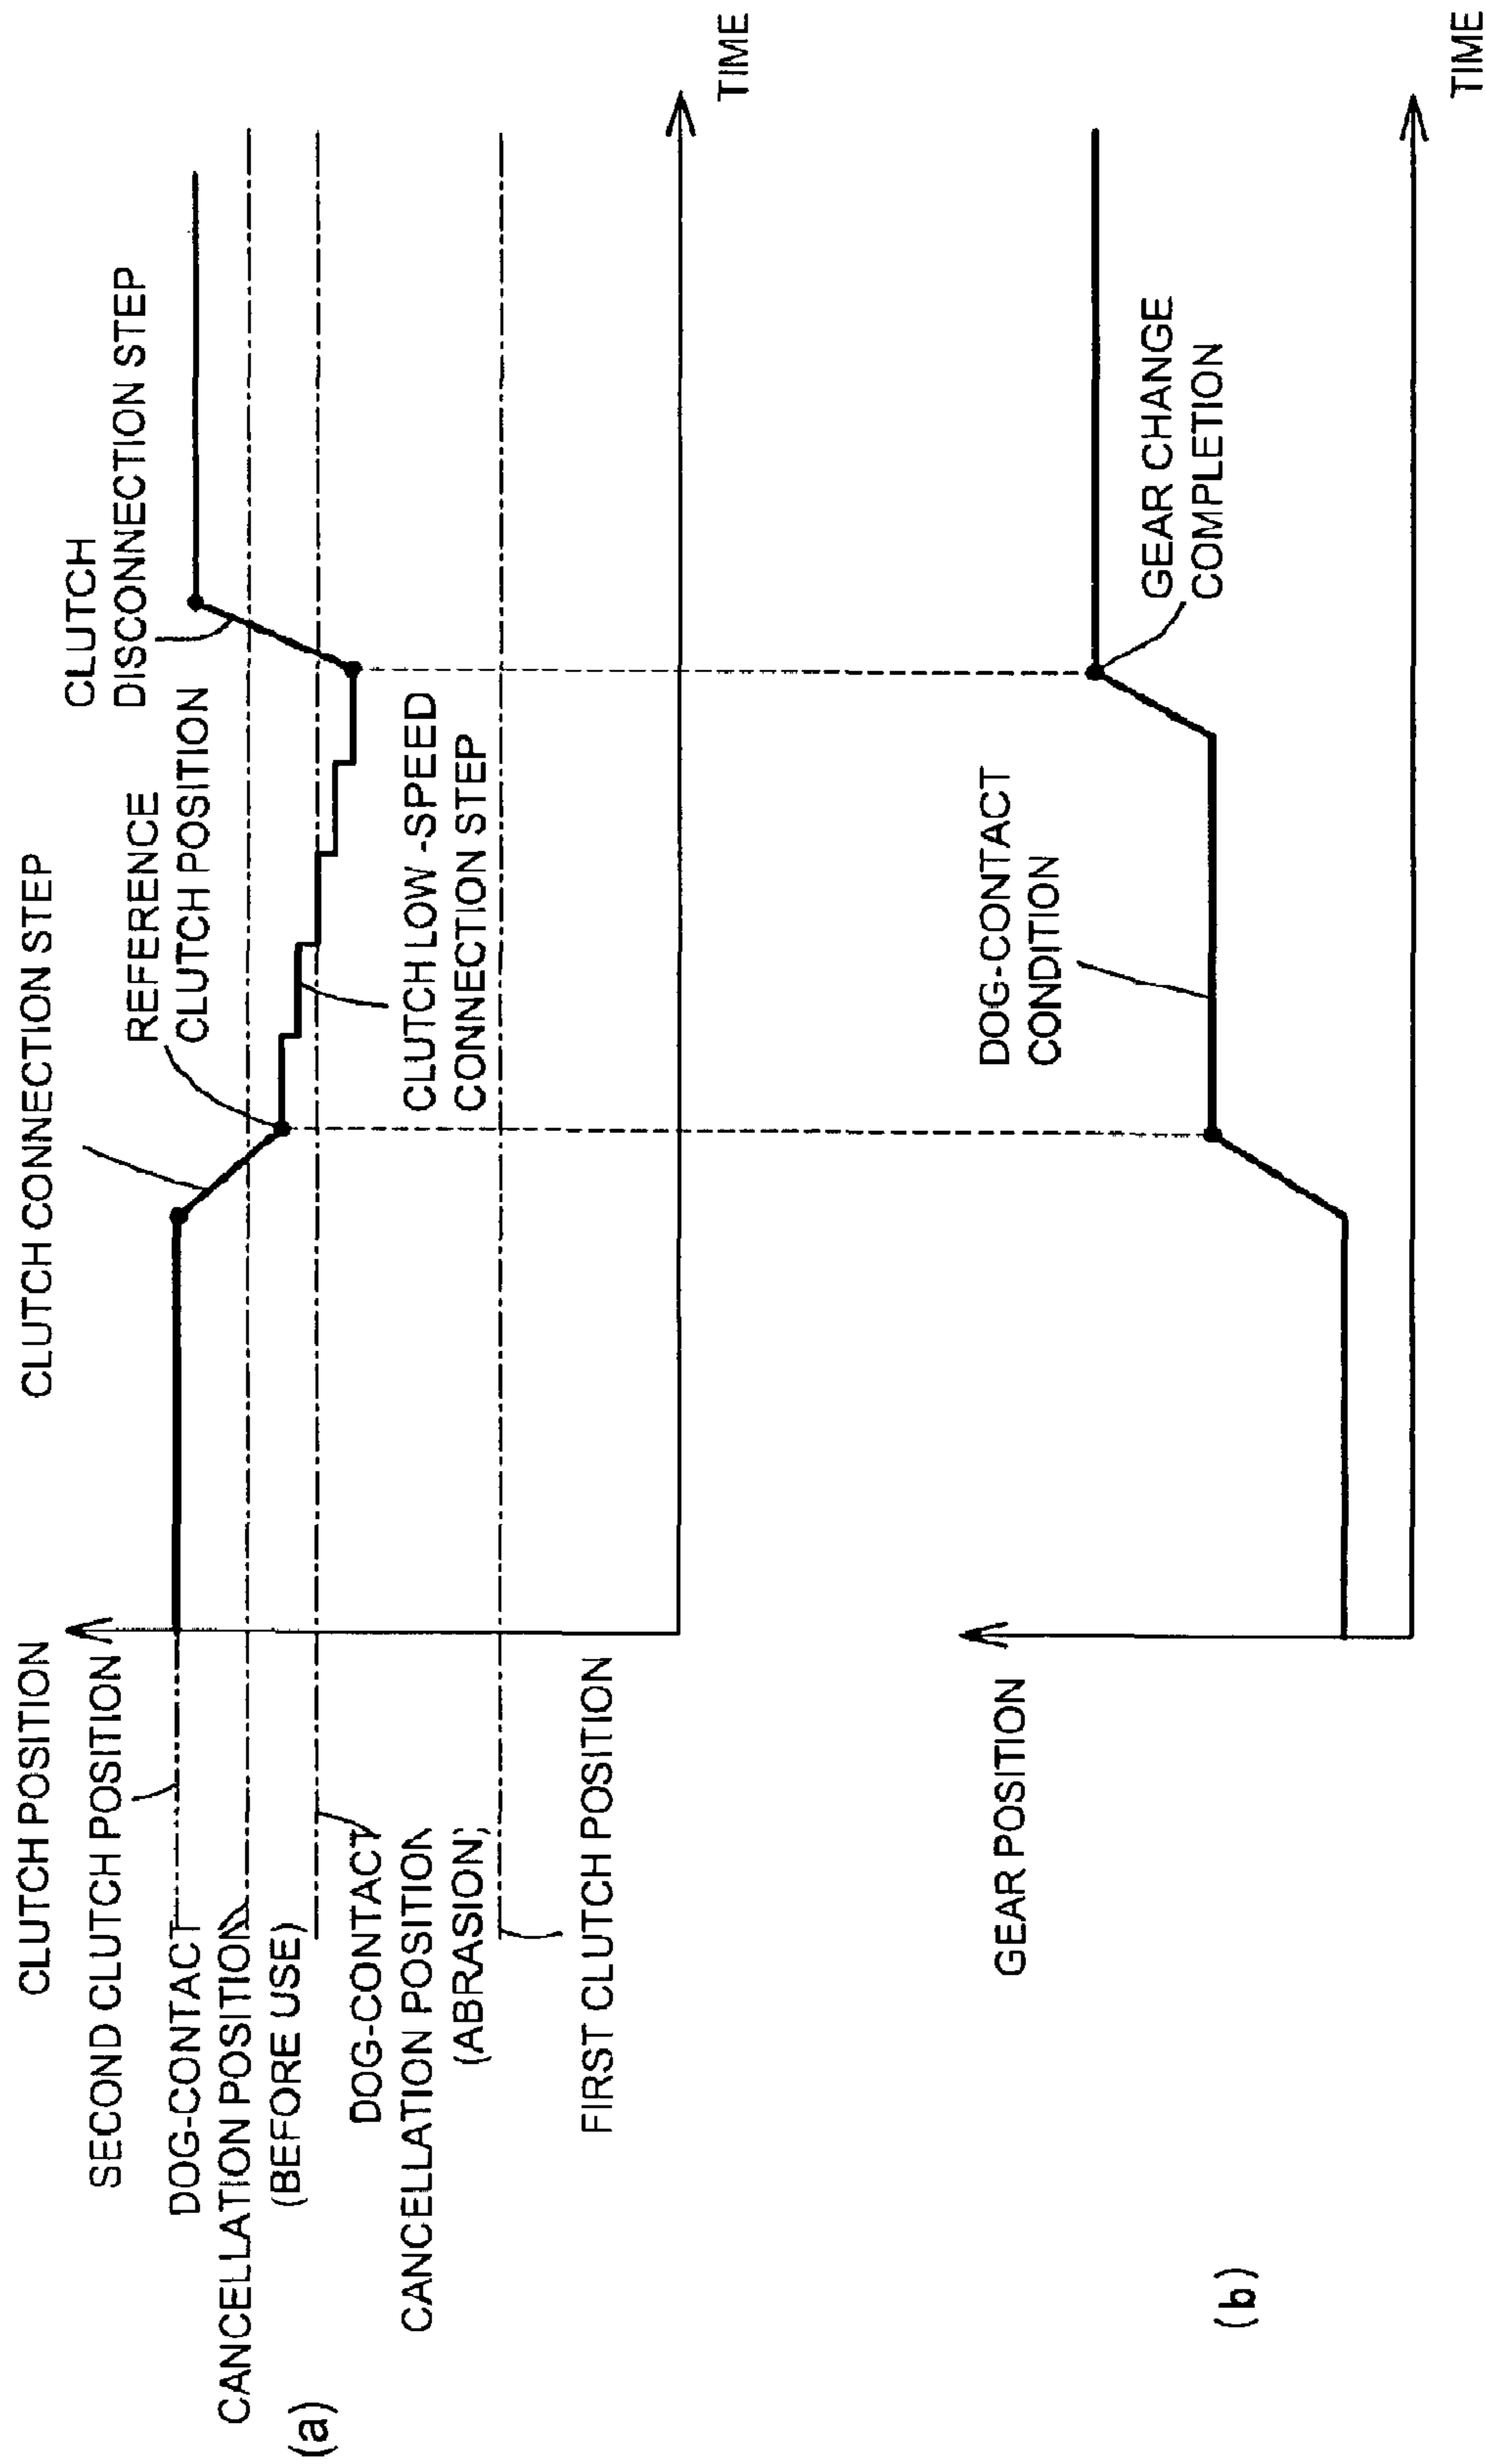 CLUTCH POSITION
SECOND CLUTCH POSITION
DOG-CONTACT
CANCELLATION POSITION
(BEFORE USE)
DOG-CONTACT
CANCELLATION POSITION
(ABRASION)
FIRST CLUTCH POSITION
CLUTCH CONNECTION STEP
REFERENCE
CLUTCH POSITION
CLUTCH
DISCONNECTION STEP
CLUTCH LOW-SPEED
CONNECTION STEP
TIME
(a)
GEAR POSITION
DOG-CONTACT
CONDITION
GEAR CHANGE
COMPLETION
TIME
(b)